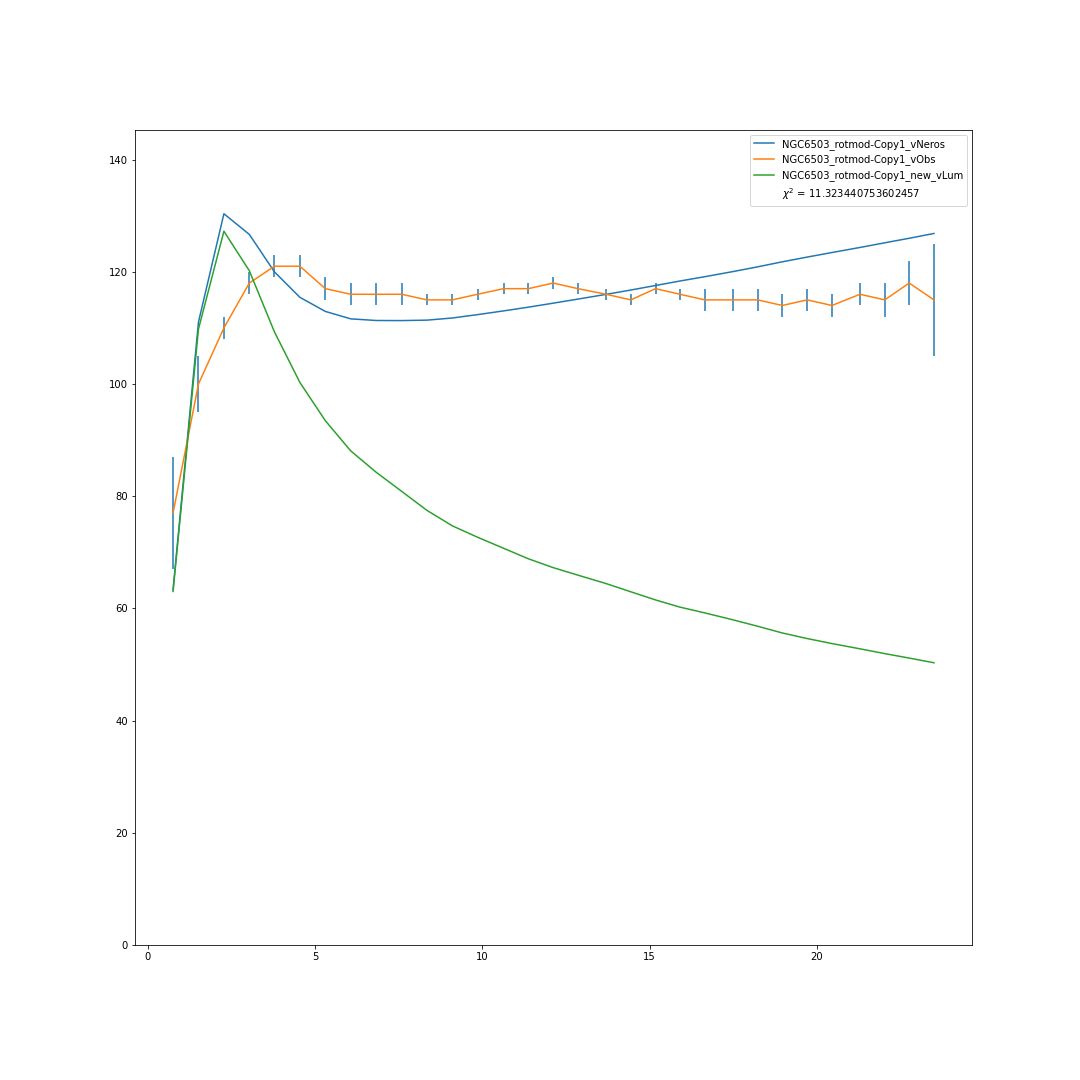 NGC6503_rotmod-Copy1_vNeros
NGC6503_rotmod-Copy1_vObs
NGC6503_rotmod-Copy1_new_vLum
χ² = 11.323440753602457
140
120
100
80
60
40
20
0
0 5 10 15 20